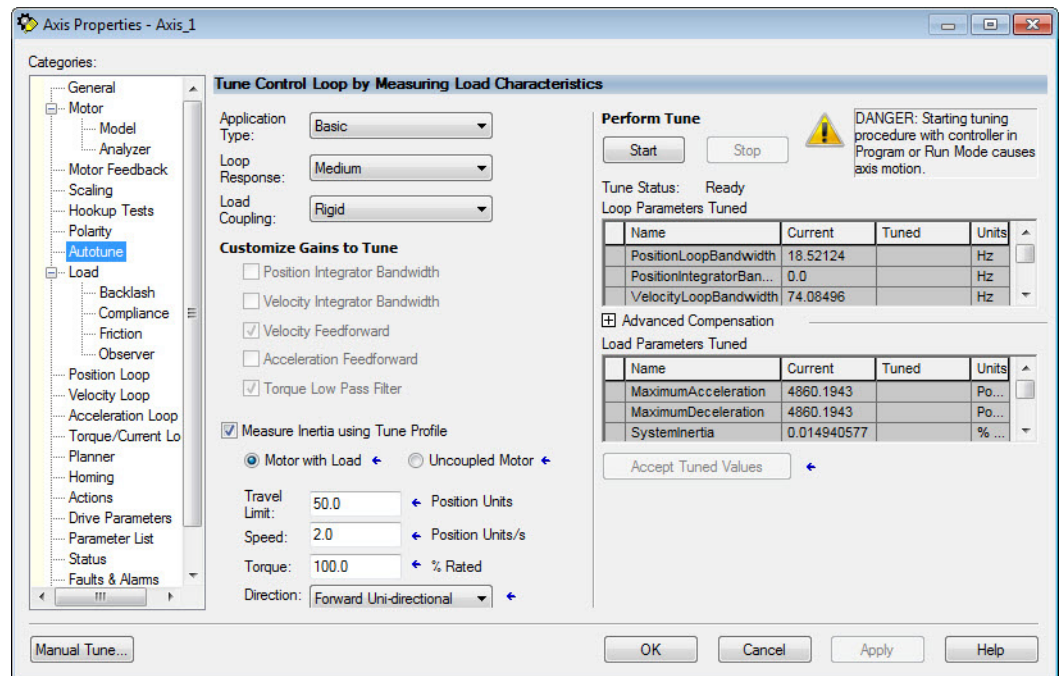 Axis Properties - Axis_1
Categories:
General
Motor
Model
Analyzer
Motor Feedback
Scaling
Hookup Tests
Polarity
Autotune
Load
Backlash
Compliance
Friction
Observer
Position Loop
Velocity Loop
Acceleration Loop
Torque/Current Lo
Planner
Homing
Actions
Drive Parameters
Parameter List
Status
Faults & Alarms
Tune Control Loop by Measuring Load Characteristics
Application
Type:
Basic
Loop
Response:
Medium
Load
Coupling:
Rigid
Customize Gains to Tune
Position Integrator Bandwidth
Velocity Integrator Bandwidth
Velocity Feedforward
Acceleration Feedforward
Torque Low Pass Filter
Measure Inertia using Tune Profile
Motor with Load
Uncoupled Motor
Travel
Limit:
50.0
Position Units
Speed:
2.0
Position Units/s
Torque:
100.0
% Rated
Direction:
Forward Uni-directional
Perform Tune
Start
Stop
DANGER: Starting tuning
procedure with controller in
Program or Run Mode causes
axis motion.
Tune Status: Ready
Loop Parameters Tuned
Name Current Tuned Units
PositionLoopBandwidth 18.52124 Hz
PositionIntegratorBan... 0.0 Hz
VelocityLoopBandwidth 74.08496 Hz
Advanced Compensation
Load Parameters Tuned
Name Current Tuned Units
MaximumAcceleration 4860.1943 Po...
MaximumDeceleration 4860.1943 Po...
SystemInertia 0.014940577 % ...
Accept Tuned Values
Manual Tune...
OK
Cancel
Apply
Help